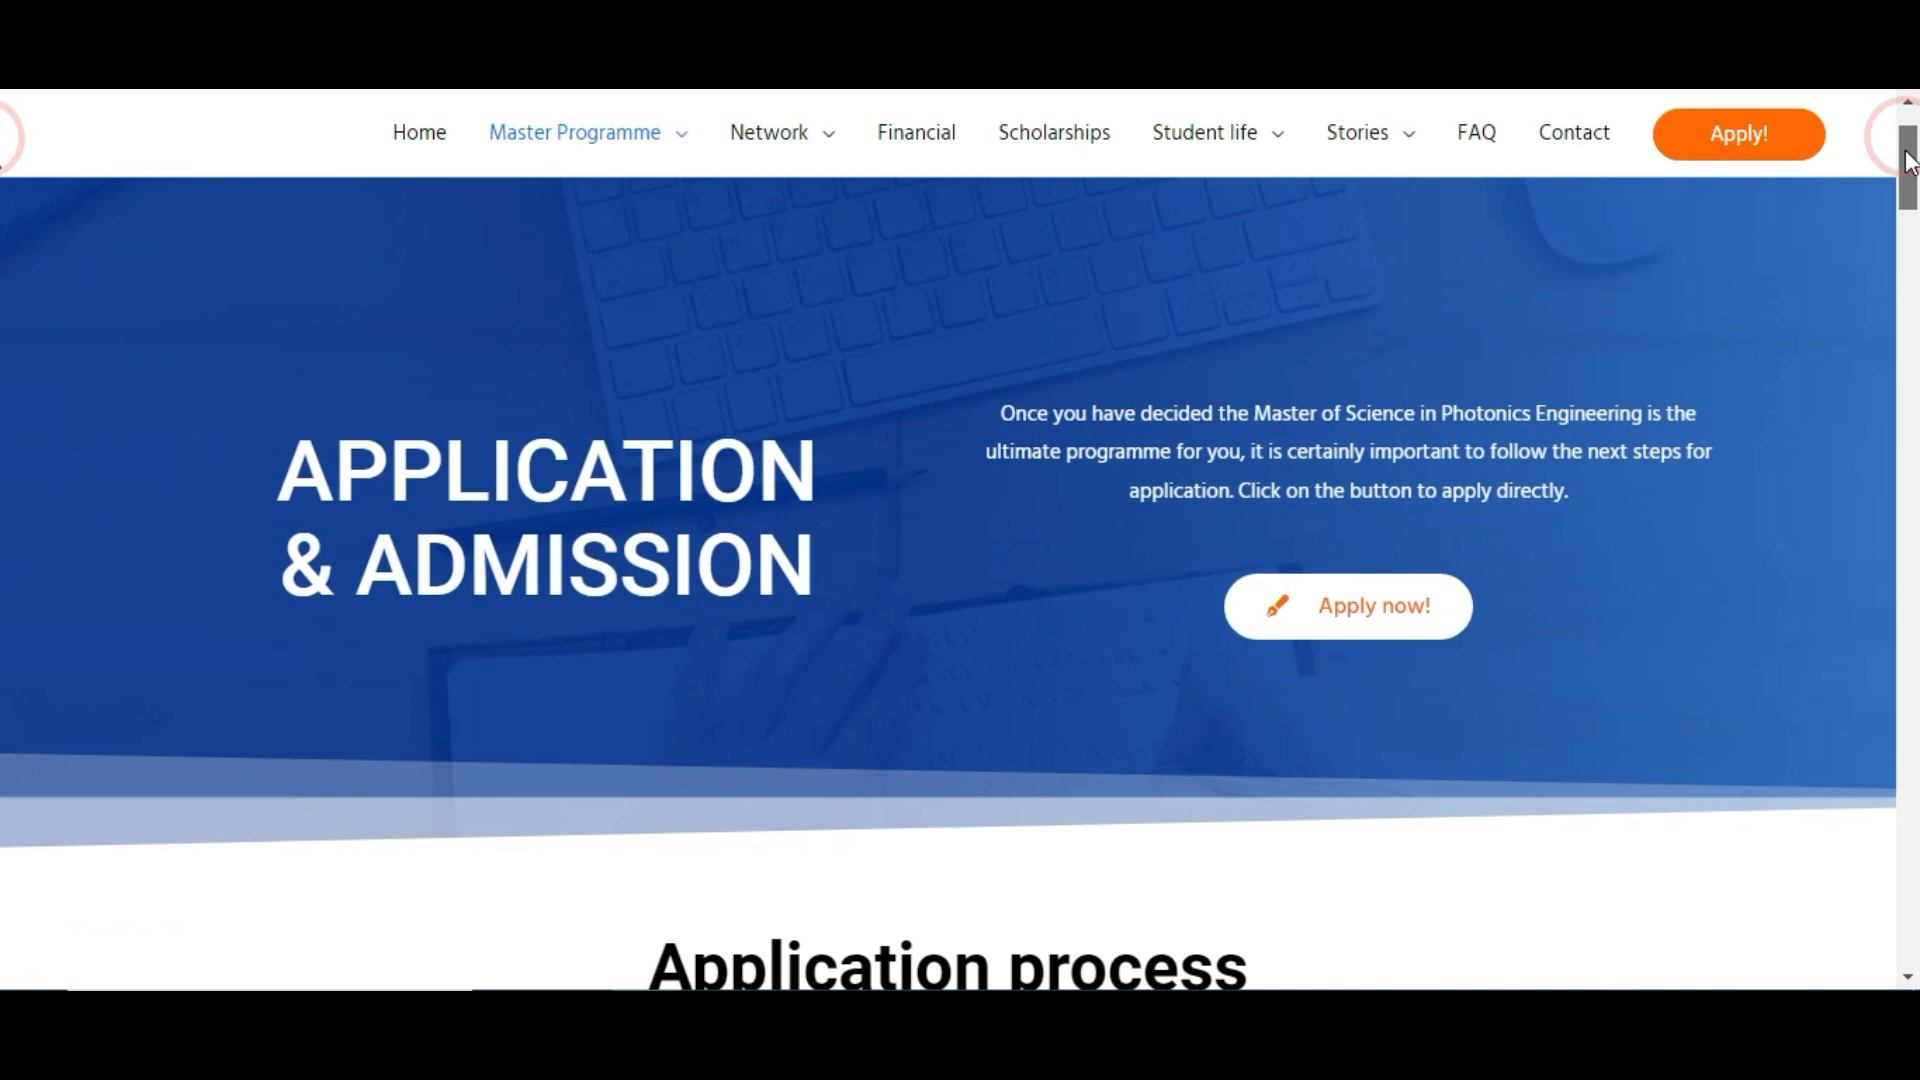 Home Master Programme Network Financial Scholarships Student life Stories FAQ Contact Apply!
APPLICATION
& ADMISSION
Once you have decided the Master of Science in Photonics Engineering is the
ultimate programme for you, it is certainly important to follow the next steps for
application. Click on the button to apply directly.
Apply now!
Application process